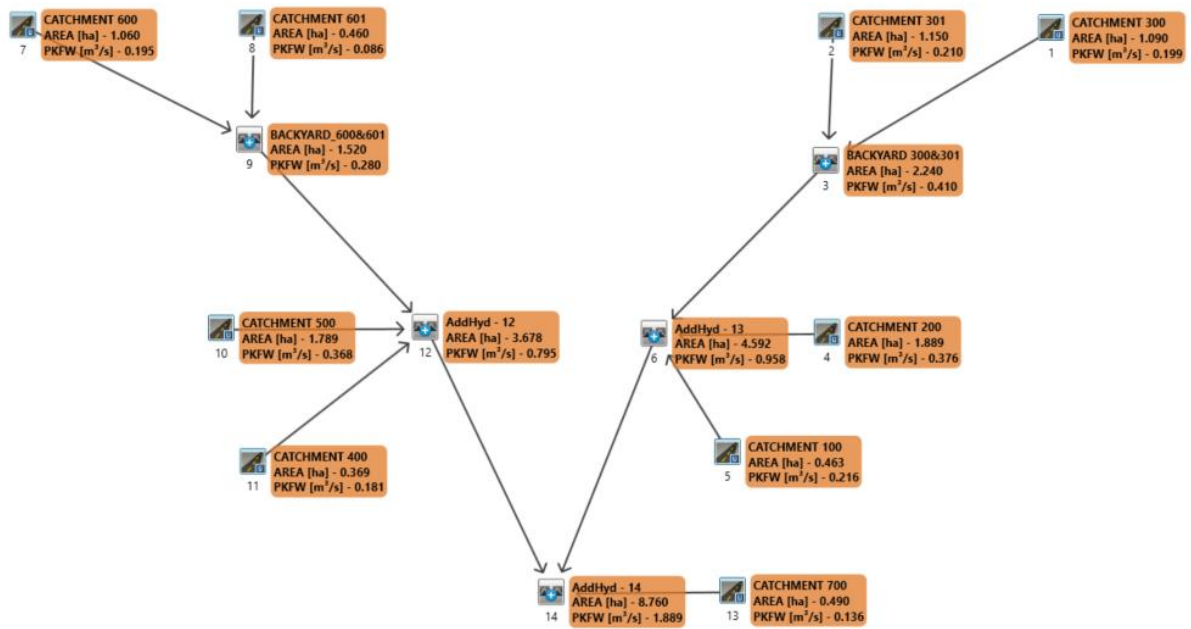 CATCHMENT 600
AREA [ha] - 1.060
PKFW [m³/s] - 0.195
7
CATCHMENT 601
AREA [ha] - 0.460
PKFW [m³/s] - 0.086
8
CATCHMENT 301
AREA [ha] - 1.150
PKFW [m³/s] - 0.210
2
CATCHMENT 300
AREA [ha] - 1.090
PKFW [m³/s] - 0.199
1
BACKYARD_600&601
AREA [ha] - 1.520
PKFW [m³/s] - 0.280
9
BACKYARD 300&301
AREA [ha] - 2.240
PKFW [m³/s] - 0.410
3
CATCHMENT 500
AREA [ha] - 1.789
PKFW [m³/s] - 0.368
10
AddHyd - 12
AREA [ha] - 3.678
PKFW [m³/s] - 0.795
12
AddHyd - 13
AREA [ha] - 4.592
PKFW [m³/s] - 0.958
6
CATCHMENT 200
AREA [ha] - 1.889
PKFW [m³/s] - 0.376
4
CATCHMENT 400
AREA [ha] - 0.369
PKFW [m³/s] - 0.181
11
CATCHMENT 100
AREA [ha] - 0.463
PKFW [m³/s] - 0.216
5
AddHyd - 14
AREA [ha] - 8.760
PKFW [m³/s] - 1.889
14
CATCHMENT 700
AREA [ha] - 0.490
PKFW [m³/s] - 0.136
13